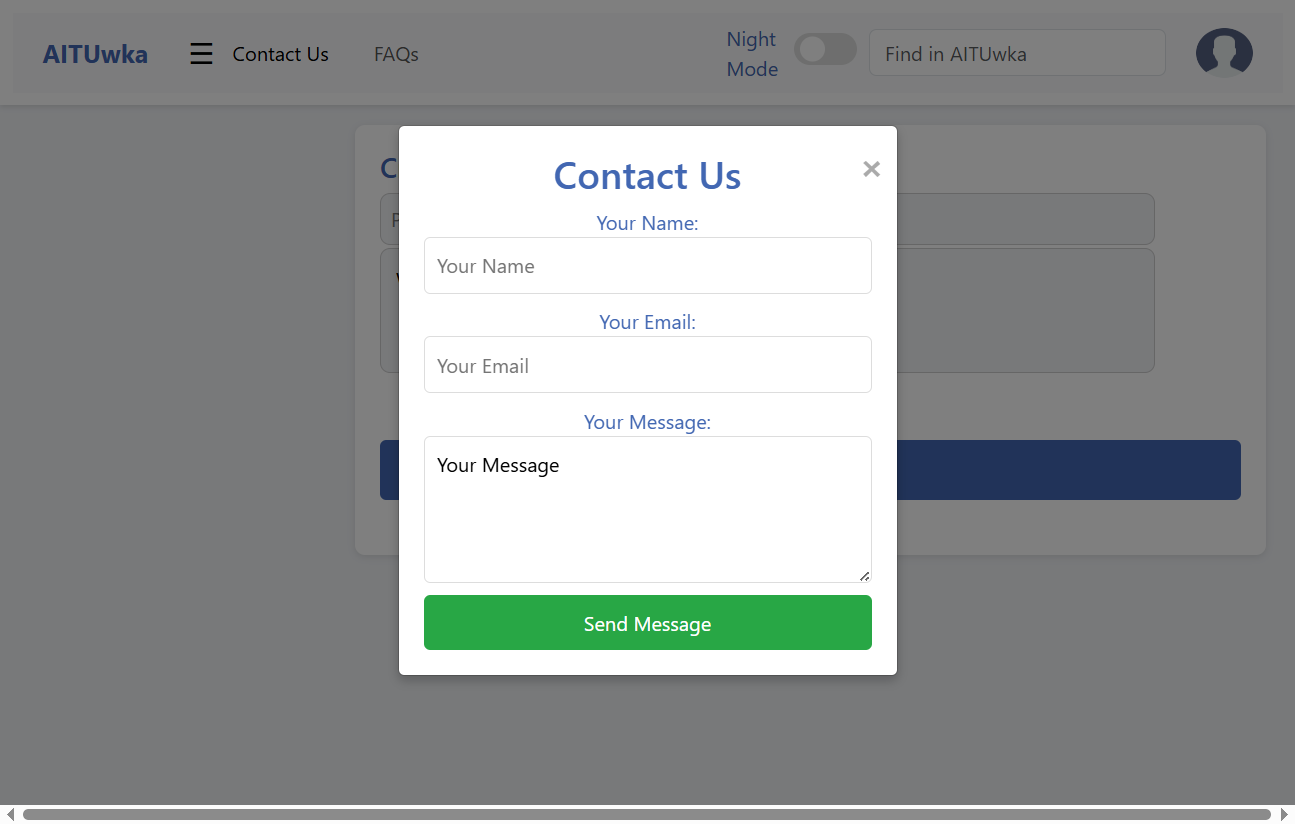 AITUwka
☰ Contact Us FAQs
Night
Mode
Find in AITUwka
Contact Us
×
Your Name:
Your Name
Your Email:
Your Email
Your Message:
Your Message
Send Message